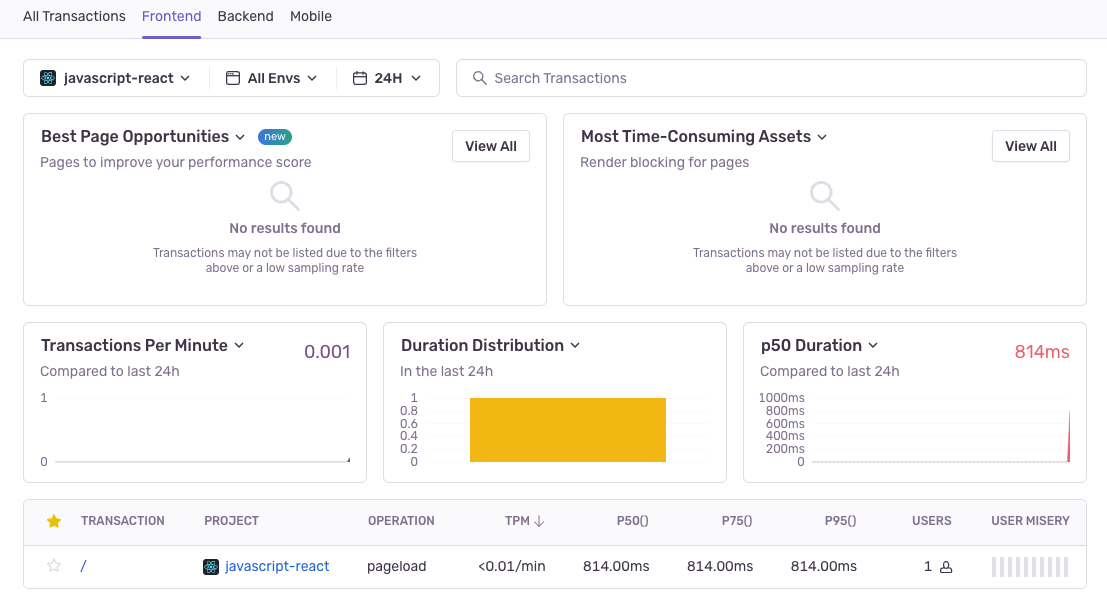 All Transactions Frontend Backend Mobile
javascript-react All Envs 24H Search Transactions
Best Page Opportunities new View All
Pages to improve your performance score
No results found
Transactions may not be listed due to the filters
above or a low sampling rate
Most Time-Consuming Assets View All
Render blocking for pages
No results found
Transactions may not be listed due to the filters
above or a low sampling rate
Transactions Per Minute 0.001
Compared to last 24h
1
0
Duration Distribution
In the last 24h
1
0.8
0.6
0.4
0.2
0
p50 Duration 814ms
Compared to last 24h
1000ms
800ms
600ms
400ms
200ms
0
TRANSACTION PROJECT OPERATION TPM P50() P75() P95() USERS USER MISERY
/ javascript-react pageload <0.01/min 814.00ms 814.00ms 814.00ms 1